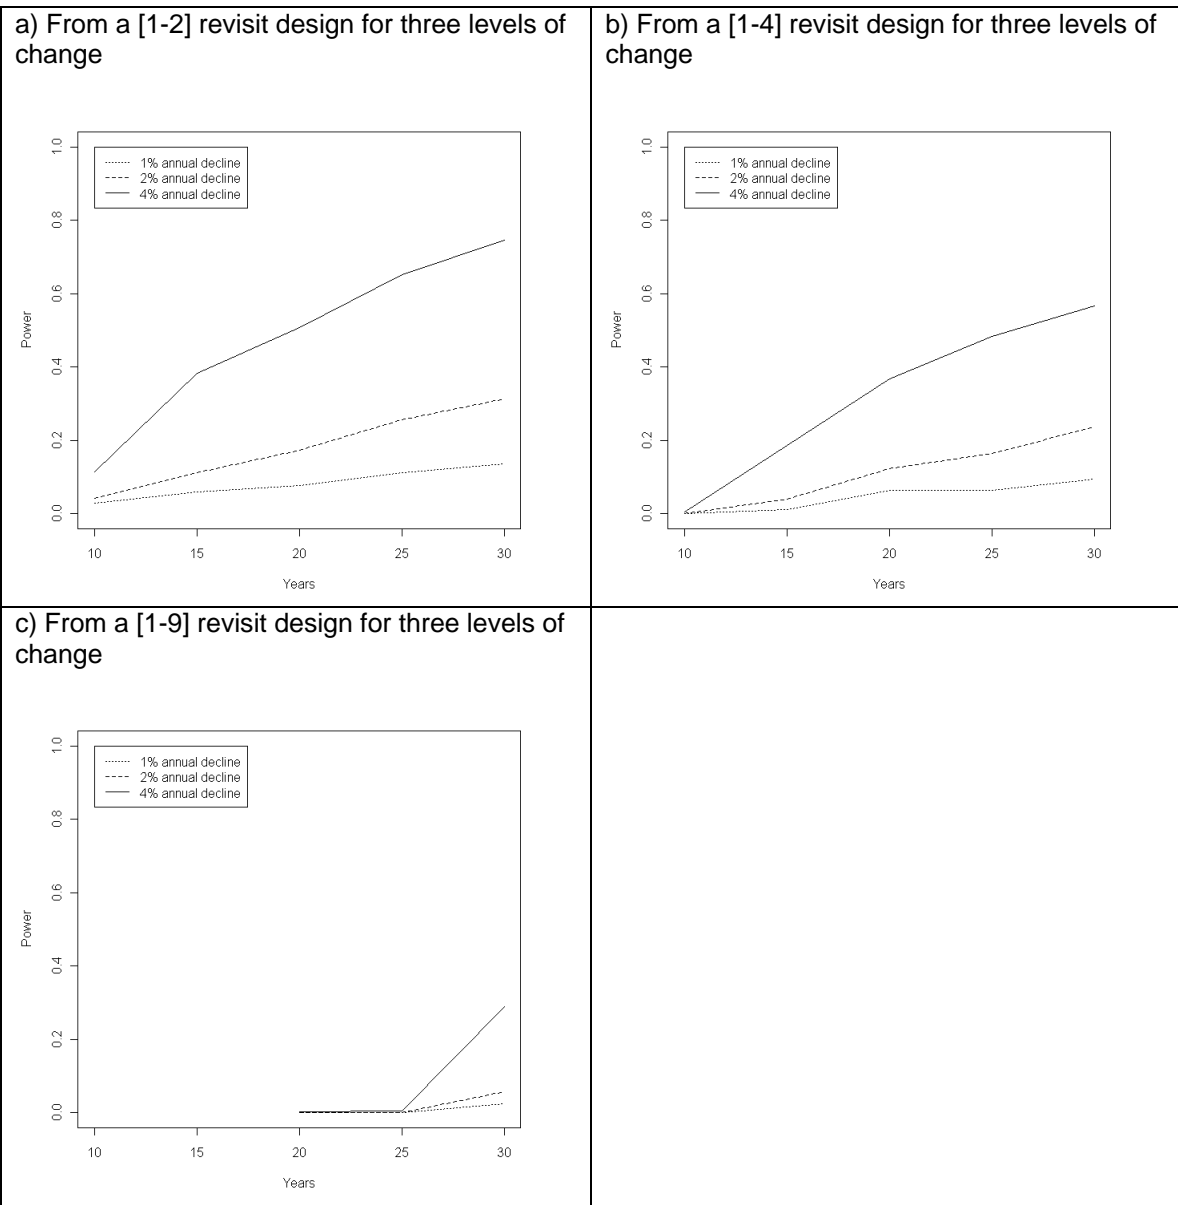 a) From a [1-2] revisit design for three levels of
change
1.0
0.8
0.6
0.4
0.2
0.0
Power
1% annual decline
2% annual decline
4% annual decline
10 15 20 25 30
Years
b) From a [1-4] revisit design for three levels of
change
1.0
0.8
0.6
0.4
0.2
0.0
Power
1% annual decline
2% annual decline
4% annual decline
10 15 20 25 30
Years
c) From a [1-9] revisit design for three levels of
change
1.0
0.8
0.6
0.4
0.2
0.0
Power
1% annual decline
2% annual decline
4% annual decline
10 15 20 25 30
Years